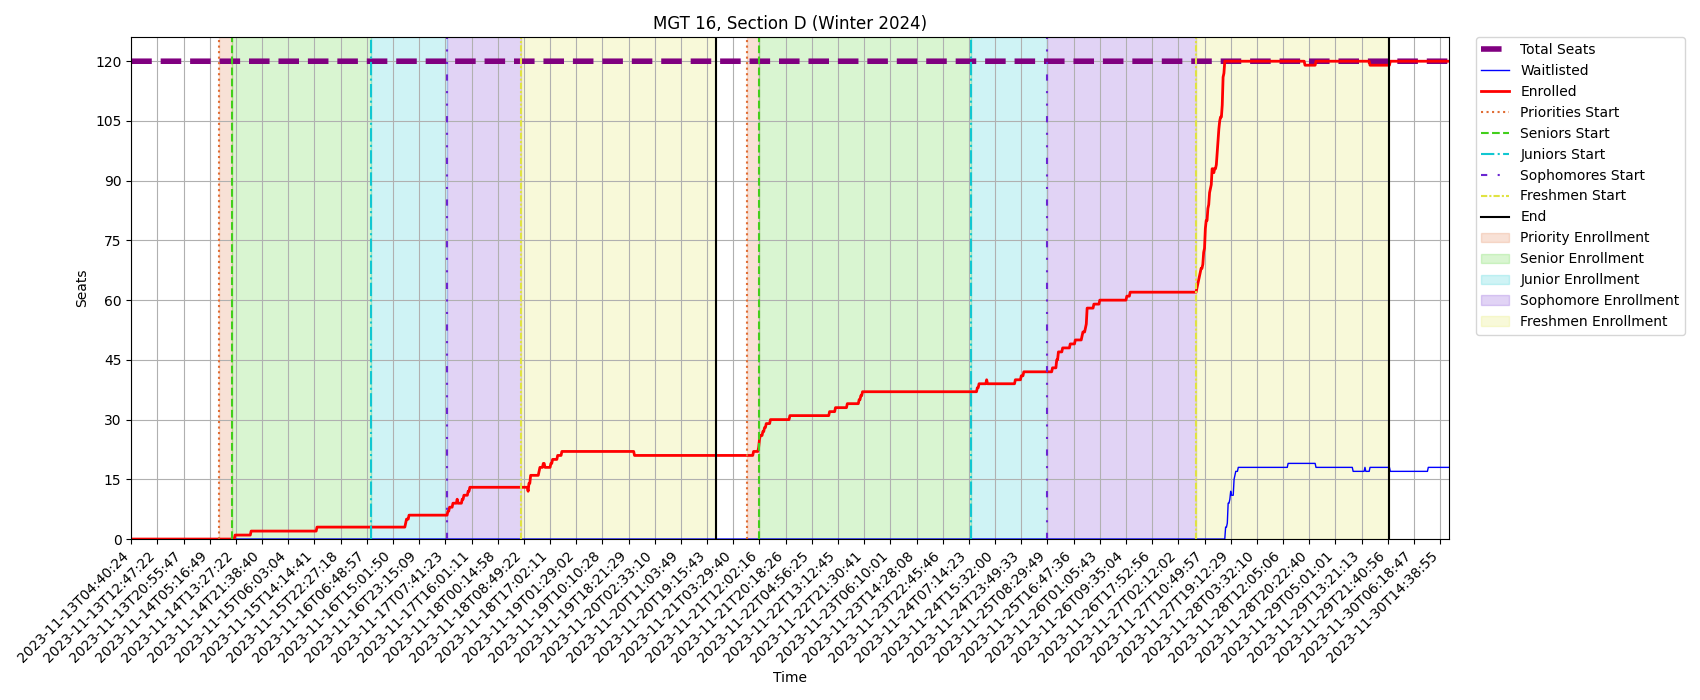 MGT 16, Section D (Winter 2024)
Seats
120
105
90
75
60
45
30
15
0
2023-11-13T04:40:24
2023-11-13T12:47:22
2023-11-13T20:55:47
2023-11-14T05:16:49
2023-11-14T13:27:22
2023-11-14T21:38:40
2023-11-15T06:03:04
2023-11-15T14:14:41
2023-11-15T22:27:18
2023-11-16T06:48:57
2023-11-16T15:01:50
2023-11-16T23:15:09
2023-11-17T07:41:23
2023-11-17T16:01:11
2023-11-18T00:14:58
2023-11-18T08:49:22
2023-11-18T17:02:11
2023-11-19T01:29:02
2023-11-19T10:10:28
2023-11-19T18:21:29
2023-11-20T02:33:10
2023-11-20T11:03:49
2023-11-20T19:15:43
2023-11-21T03:29:40
2023-11-21T12:02:16
2023-11-21T20:18:26
2023-11-22T04:56:25
2023-11-22T13:12:45
2023-11-22T21:30:41
2023-11-23T06:10:01
2023-11-23T14:28:08
2023-11-23T22:45:46
2023-11-24T07:14:23
2023-11-24T15:32:00
2023-11-24T23:49:33
2023-11-25T08:29:49
2023-11-25T16:47:36
2023-11-26T01:05:43
2023-11-26T09:35:04
2023-11-26T17:52:56
2023-11-27T02:12:02
2023-11-27T10:49:57
2023-11-27T19:12:29
2023-11-28T03:32:10
2023-11-28T12:05:06
2023-11-28T20:22:40
2023-11-29T05:01:01
2023-11-29T13:21:13
2023-11-29T21:40:56
2023-11-30T06:18:47
2023-11-30T14:38:55
Time
Total Seats
Waitlisted
Enrolled
Priorities Start
Seniors Start
Juniors Start
Sophomores Start
Freshmen Start
End
Priority Enrollment
Senior Enrollment
Junior Enrollment
Sophomore Enrollment
Freshmen Enrollment